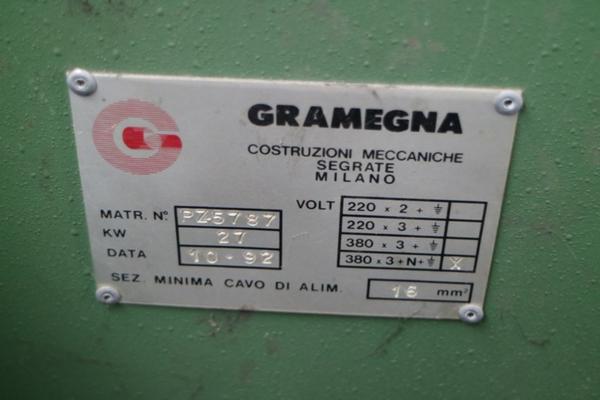 GRAMEGNA
COSTRUZIONI MECCANICHE
SEGRATE
MILANO
MATR. N° PZ5787
KW 27
DATA 10-92
VOLT
220 x 2 + ⏚
220 x 3 + ⏚
380 x 3 + ⏚
380 x 3 + N + ⏚ X
SEZ. MINIMA CAVO DI ALIM. 16 mm²